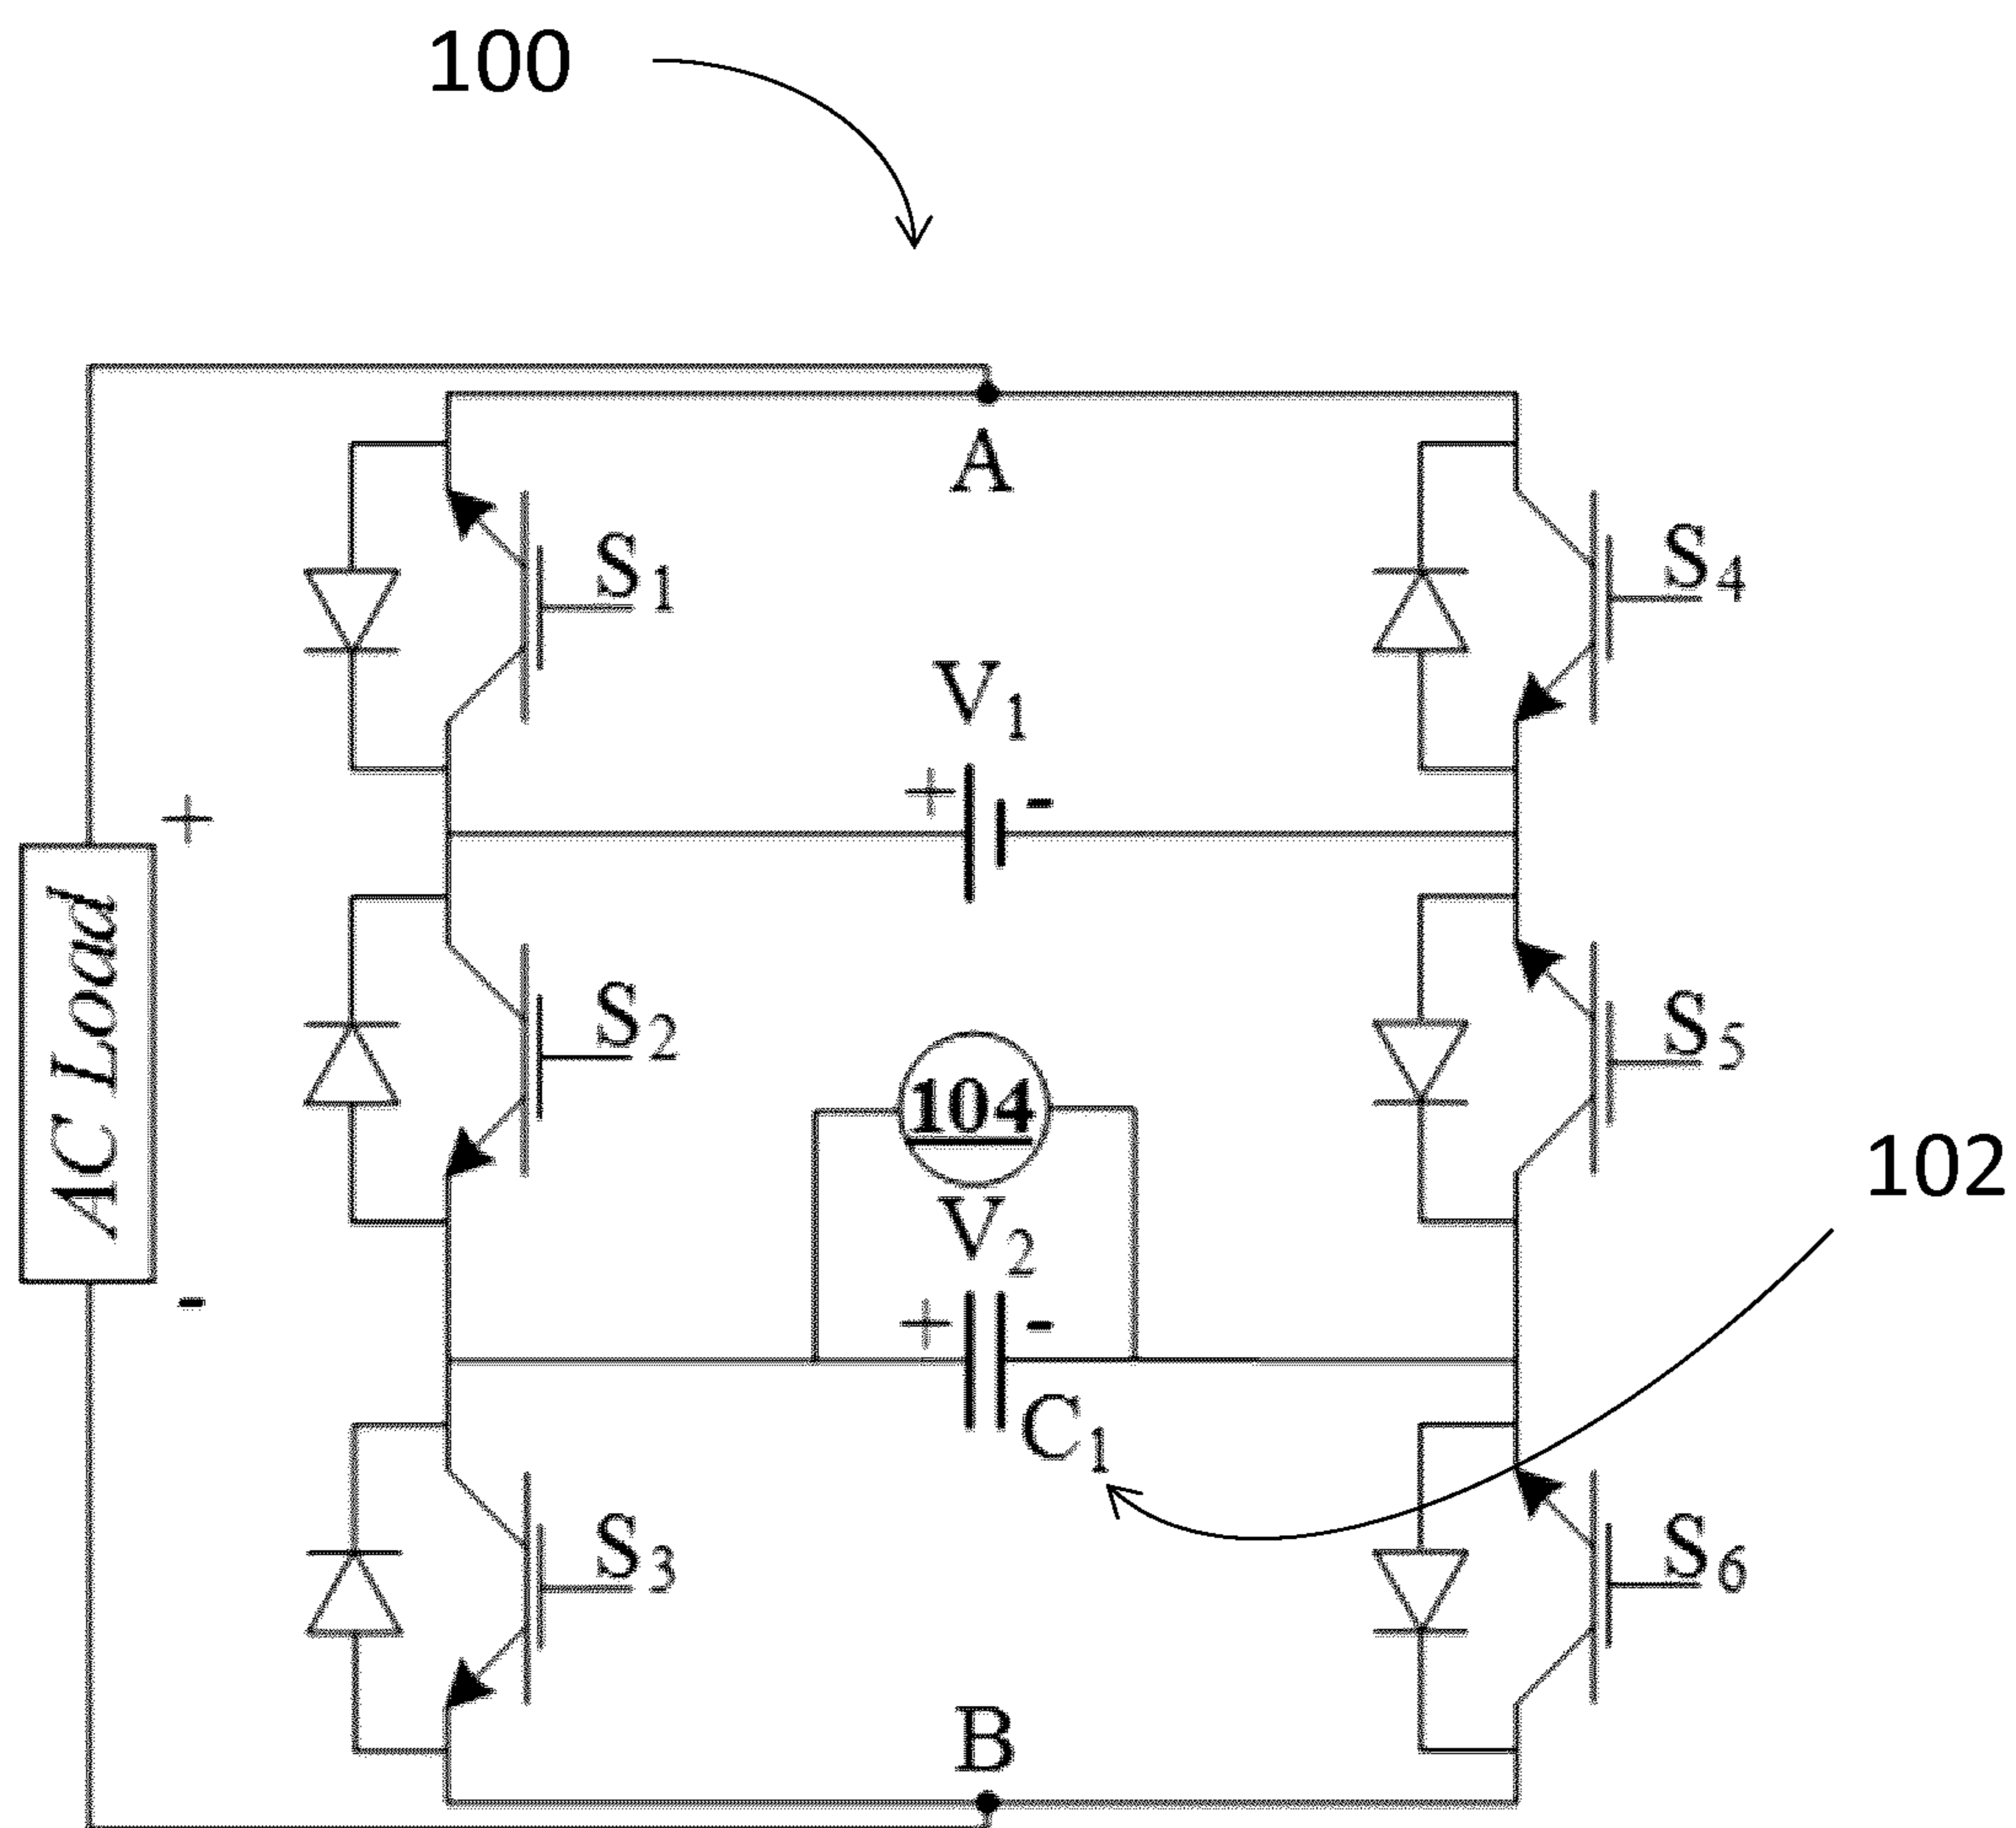 100
A
S₁
S₄
V₁
+ -
+
AC Load
-
S₂
S₅
104
102
V₂
+ -
C₁
S₃
S₆
B